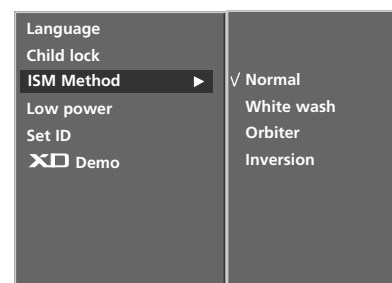 Language
Child lock
ISM Method ▶
Low power
Set ID
XD Demo
√ Normal
White wash
Orbiter
Inversion